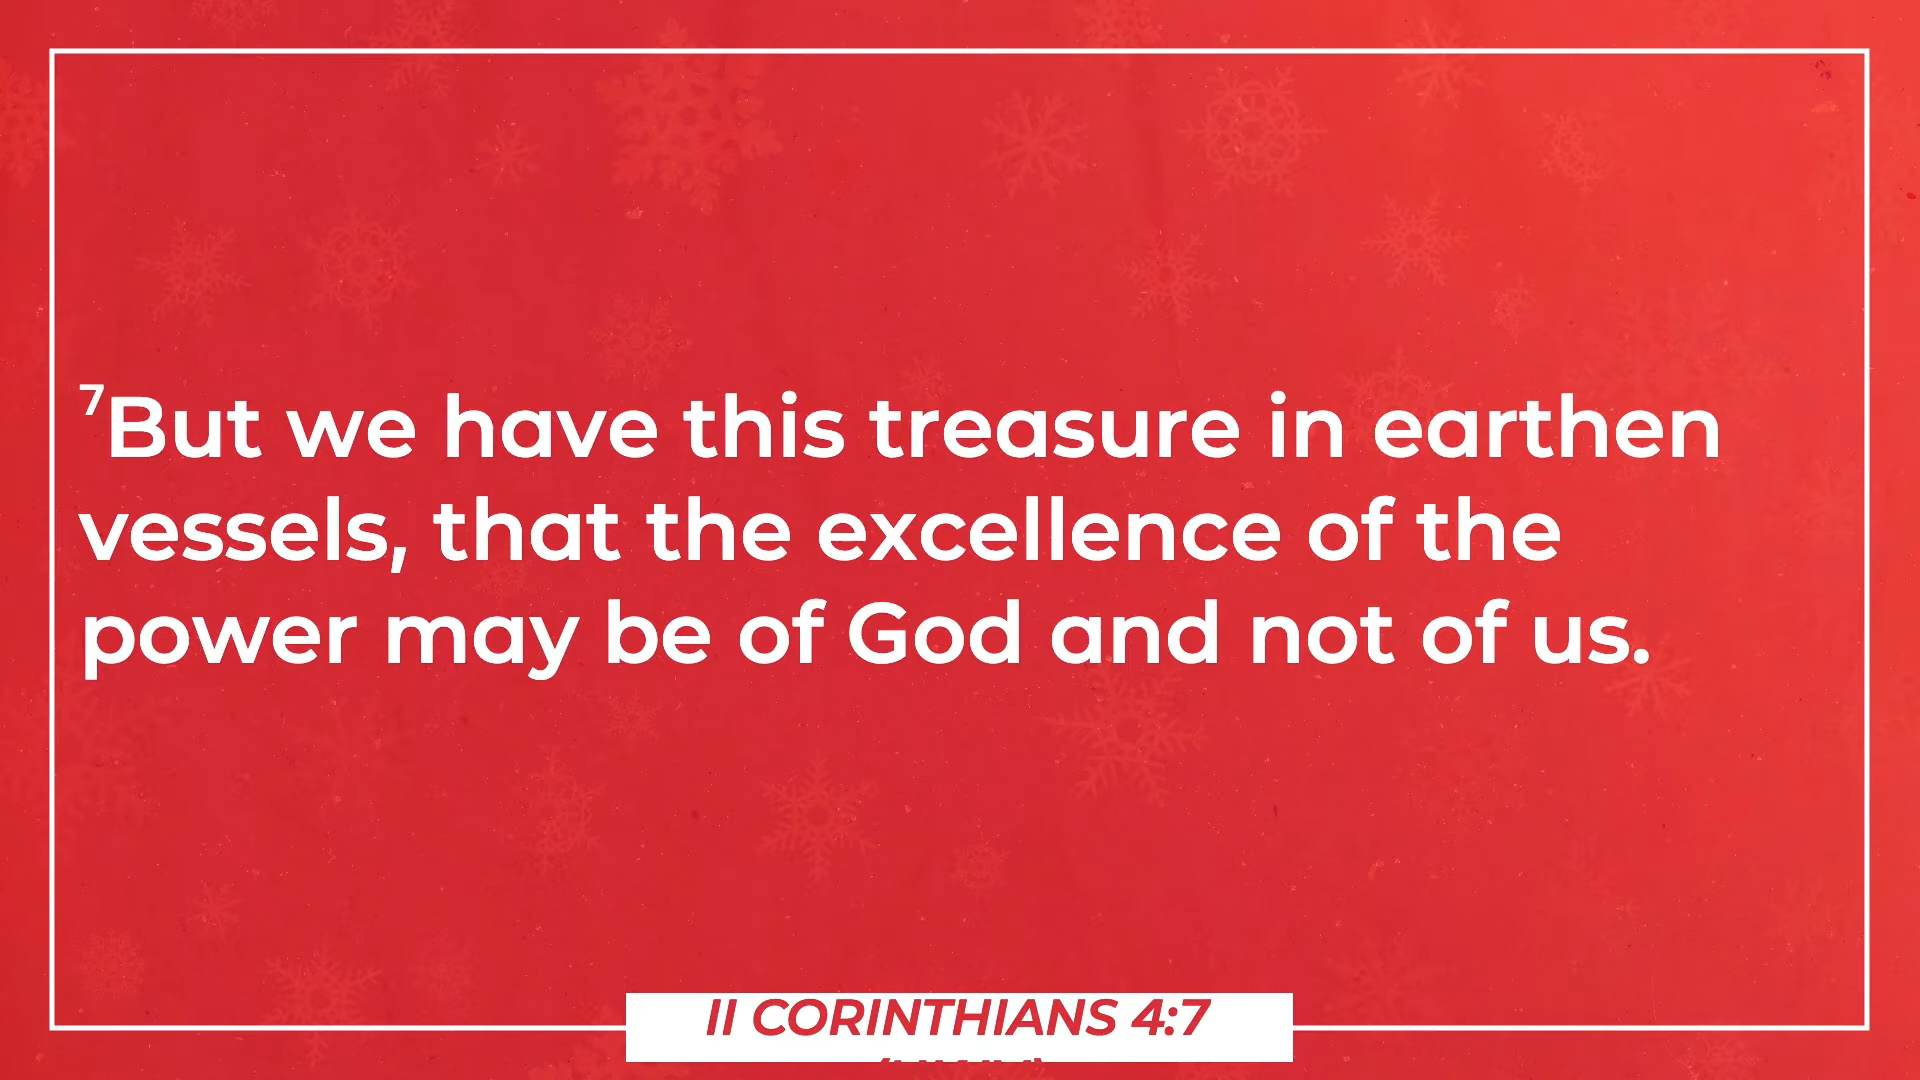 7But we have this treasure in earthen
vessels, that the excellence of the
power may be of God and not of us.
II CORINTHIANS 4:7